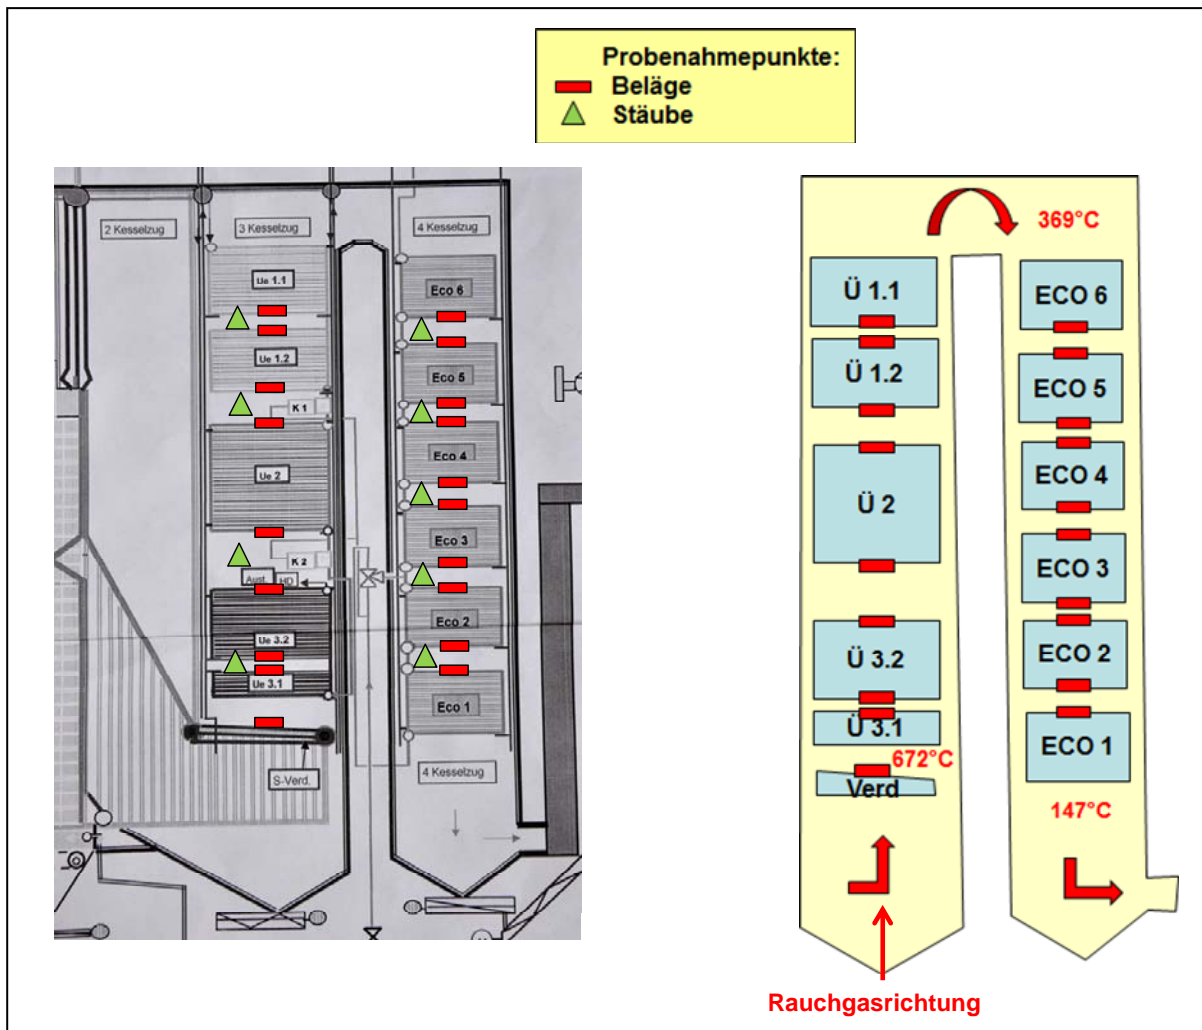 Probenahmepunkte:
Beläge
Stäube
2 Kesselzug
3 Kesselzug
4 Kesselzug
Ue 1.1
Ue 1.2
K 1
Ue 2
K 2
Aust.
HD
Ue 3.2
Ue 3.1
S-Verd.
Eco 6
Eco 5
Eco 4
Eco 3
Eco 2
Eco 1
4 Kesselzug
369°C
Ü 1.1
Ü 1.2
Ü 2
Ü 3.2
Ü 3.1
672°C
Verd
ECO 6
ECO 5
ECO 4
ECO 3
ECO 2
ECO 1
147°C
Rauchgasrichtung